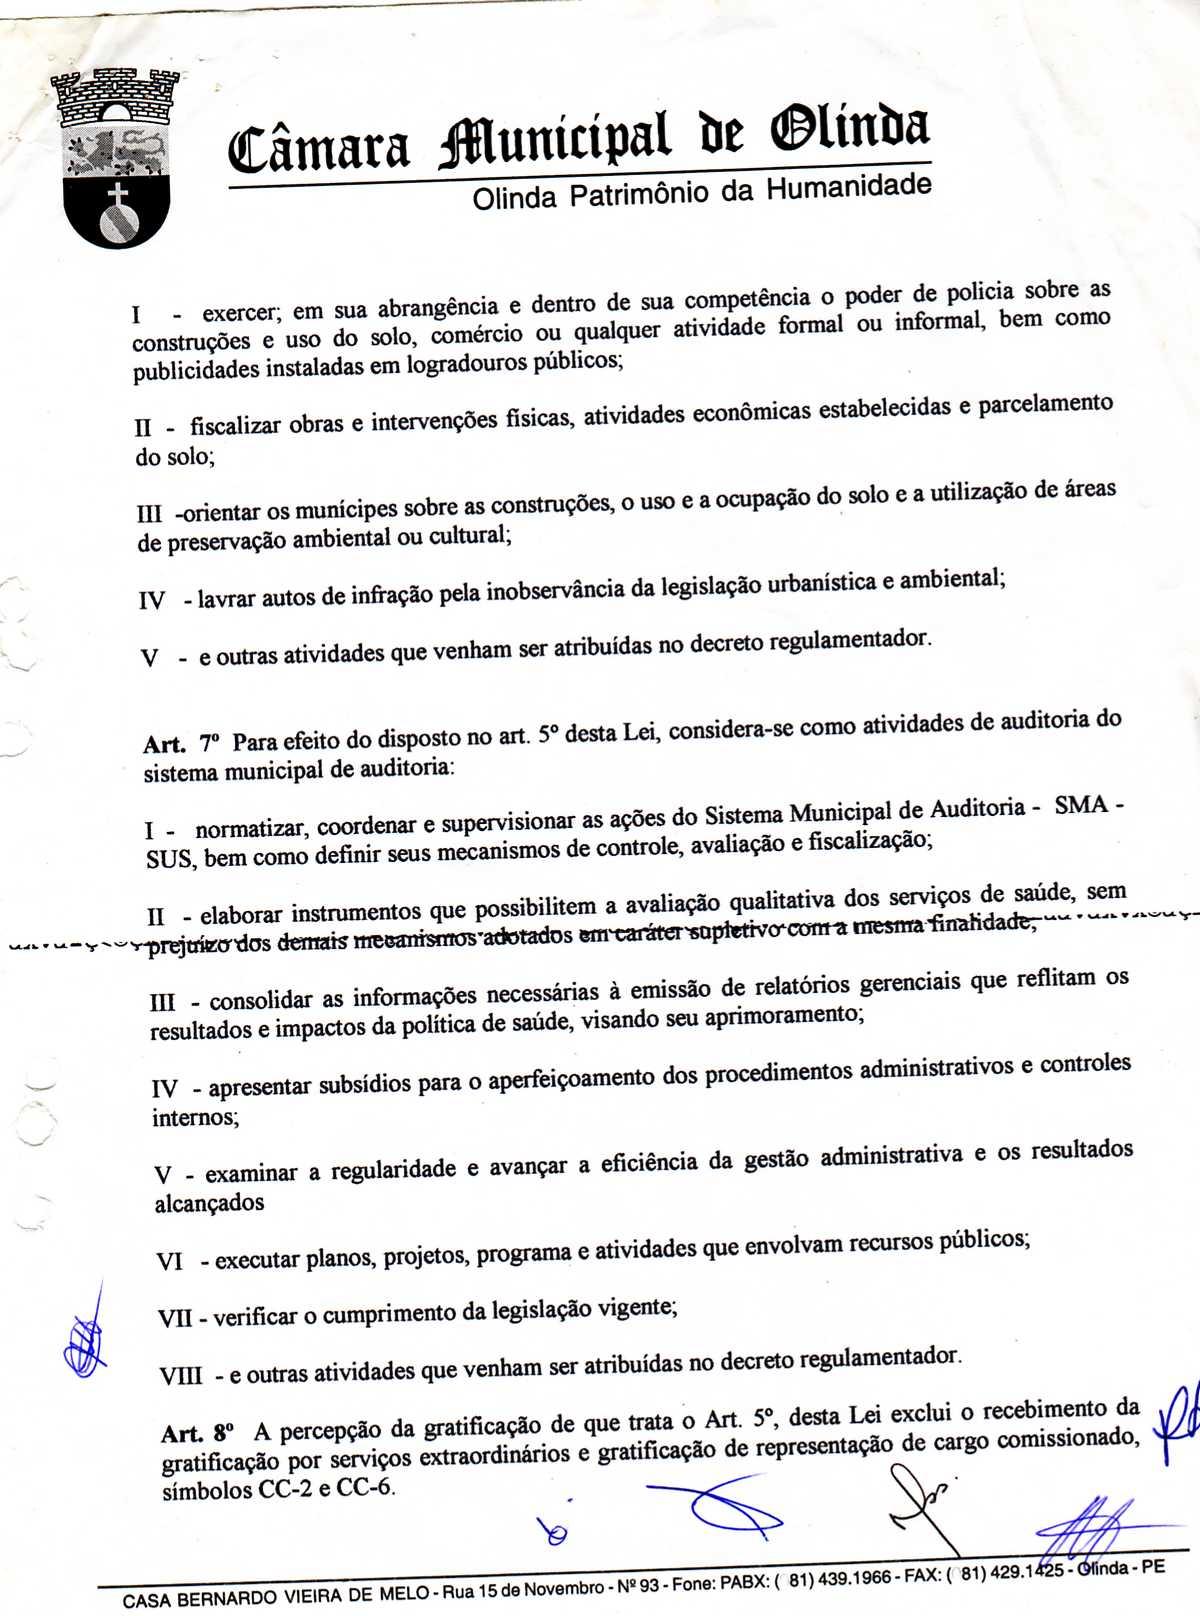 Câmara Municipal de Olinda
Olinda Patrimônio da Humanidade
I - exercer; em sua abrangência e dentro de sua competência o poder de policia sobre as
construções e uso do solo, comércio ou qualquer atividade formal ou informal, bem como
publicidades instaladas em logradouros públicos;
II - fiscalizar obras e intervenções físicas, atividades econômicas estabelecidas e parcelamento
do solo;
III -orientar os munícipes sobre as construções, o uso e a ocupação do solo e a utilização de áreas
de preservação ambiental ou cultural;
IV - lavrar autos de infração pela inobservância da legislação urbanística e ambiental;
V - e outras atividades que venham ser atribuídas no decreto regulamentador.
Art. 7º Para efeito do disposto no art. 5º desta Lei, considera-se como atividades de auditoria do
sistema municipal de auditoria:
I - normatizar, coordenar e supervisionar as ações do Sistema Municipal de Auditoria - SMA -
SUS, bem como definir seus mecanismos de controle, avaliação e fiscalização;
II - elaborar instrumentos que possibilitem a avaliação qualitativa dos serviços de saúde, sem
prejuízo dos demais mecanismos adotados em caráter supletivo com a mesma finalidade;
III - consolidar as informações necessárias à emissão de relatórios gerenciais que reflitam os
resultados e impactos da política de saúde, visando seu aprimoramento;
IV - apresentar subsídios para o aperfeiçoamento dos procedimentos administrativos e controles
internos;
V - examinar a regularidade e avançar a eficiência da gestão administrativa e os resultados
alcançados
VI - executar planos, projetos, programa e atividades que envolvam recursos públicos;
VII - verificar o cumprimento da legislação vigente;
VIII - e outras atividades que venham ser atribuídas no decreto regulamentador.
Art. 8º A percepção da gratificação de que trata o Art. 5º, desta Lei exclui o recebimento da
gratificação por serviços extraordinários e gratificação de representação de cargo comissionado,
símbolos CC-2 e CC-6.
CASA BERNARDO VIEIRA DE MELO - Rua 15 de Novembro - Nº 93 - Fone: PABX: ( 81) 439.1966 - FAX: ( 81) 429.1425 - Olinda - PE